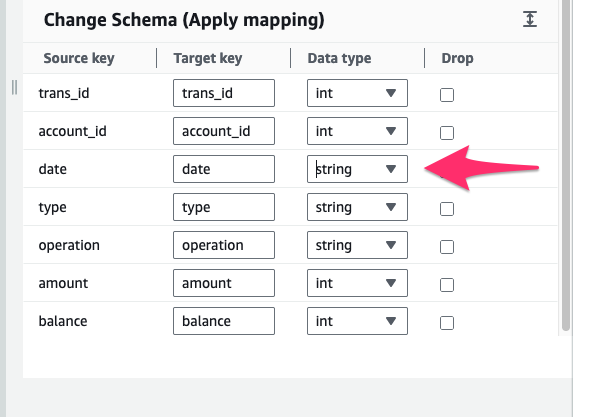 Change Schema (Apply mapping)
Source key Target key Data type Drop
trans_id trans_id int
account_id account_id int
date date string
type type string
operation operation string
amount amount int
balance balance int